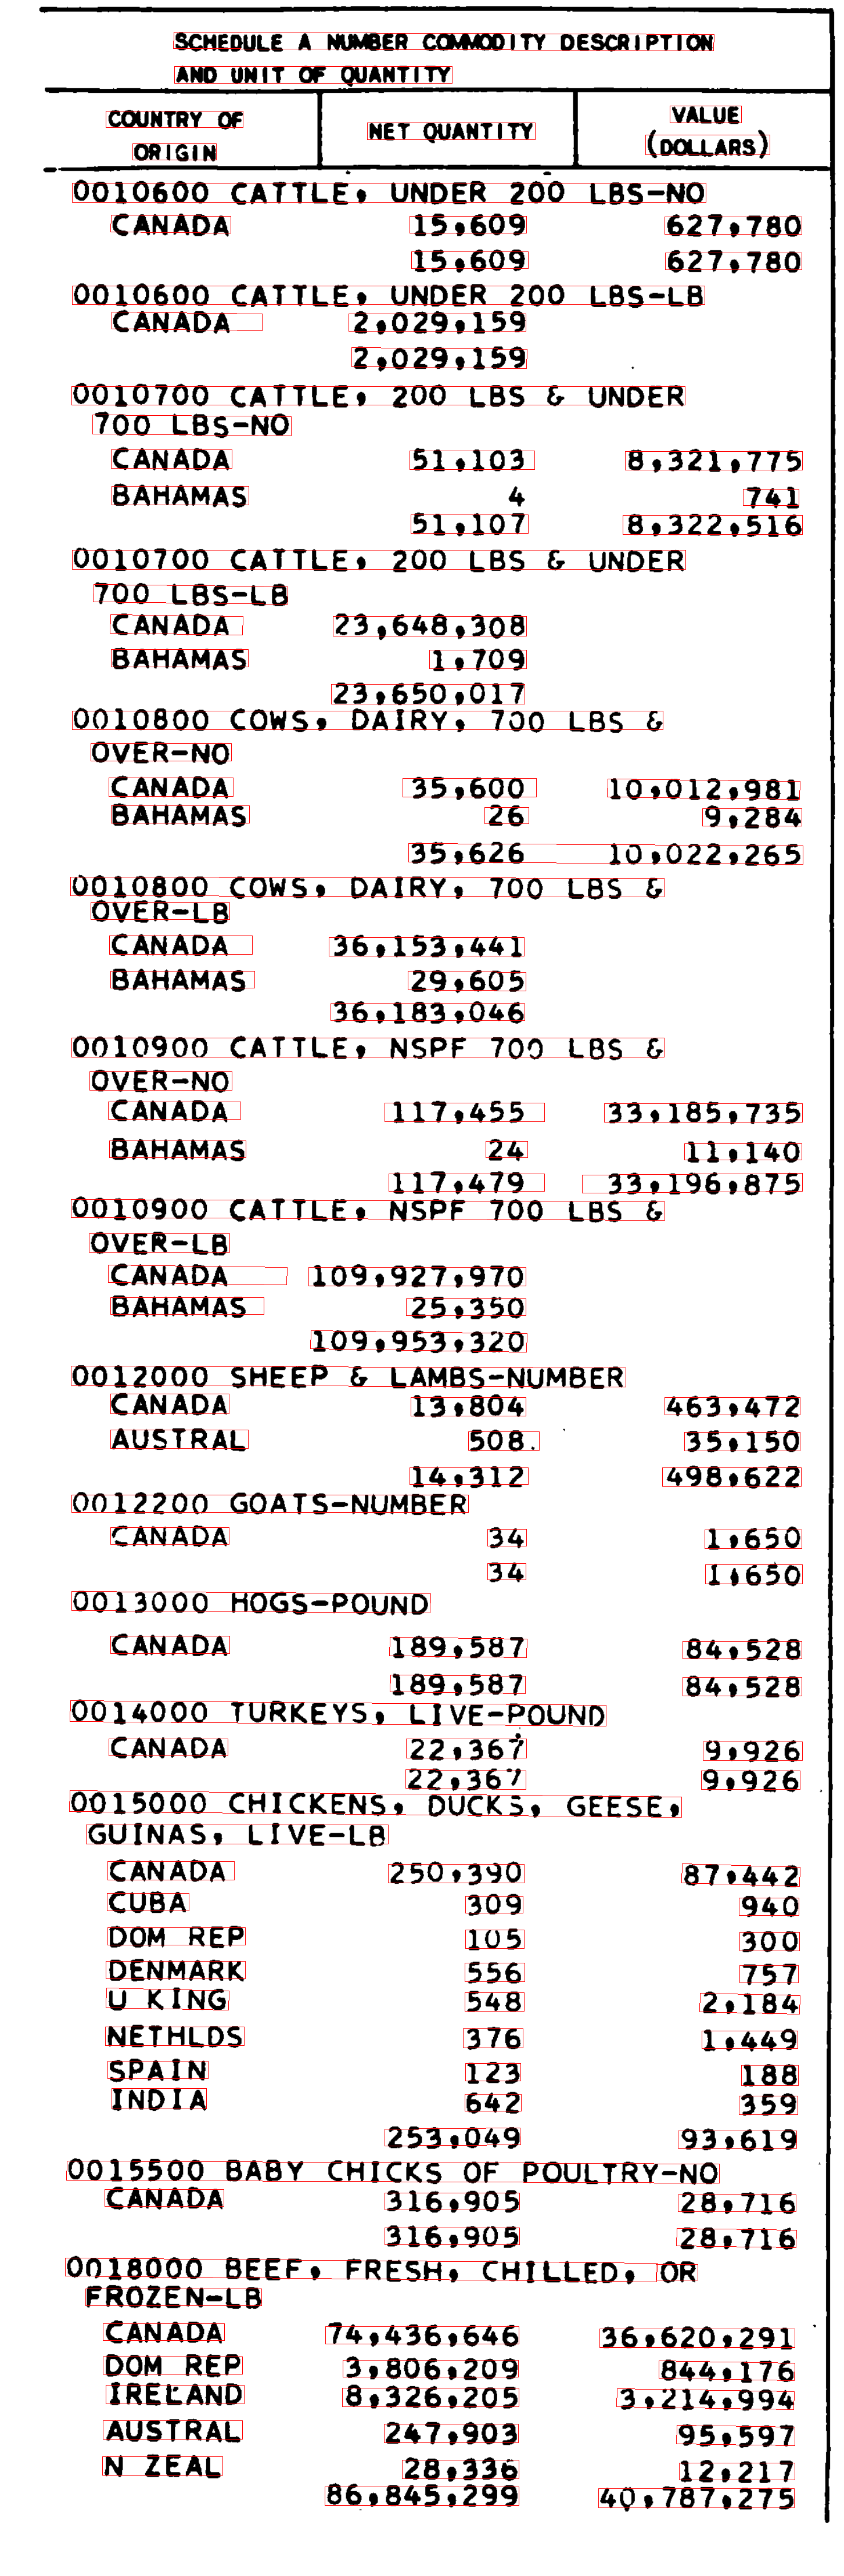 SCHEDULE A NUMBER COMMODITY DESCRIPTION
AND UNIT OF QUANTITY
COUNTRY OF ORIGIN NET QUANTITY VALUE (DOLLARS)
0010600 CATTLE, UNDER 200 LBS-NO
CANADA 15,609 627,780
15,609 627,780
0010600 CATTLE, UNDER 200 LBS-LB
CANADA 2,029,159
2,029,159
0010700 CATTLE, 200 LBS & UNDER
700 LBS-NO
CANADA 51,103 8,321,775
BAHAMAS 4 741
51,107 8,322,516
0010700 CATTLE, 200 LBS & UNDER
700 LBS-LB
CANADA 23,648,308
BAHAMAS 1,709
23,650,017
0010800 COWS, DAIRY, 700 LBS &
OVER-NO
CANADA 35,600 10,012,981
BAHAMAS 26 9,284
35,626 10,022,265
0010800 COWS, DAIRY, 700 LBS &
OVER-LB
CANADA 36,153,441
BAHAMAS 29,605
36,183,046
0010900 CATTLE, NSPF 700 LBS &
OVER-NO
CANADA 117,455 33,185,735
BAHAMAS 24 11,140
117,479 33,196,875
0010900 CATTLE, NSPF 700 LBS &
OVER-LB
CANADA 109,927,970
BAHAMAS 25,350
109,953,320
0012000 SHEEP & LAMBS-NUMBER
CANADA 13,804 463,472
AUSTRAL 508 35,150
14,312 498,622
0012200 GOATS-NUMBER
CANADA 34 1,650
34 1,650
0013000 HOGS-POUND
CANADA 189,587 84,528
189,587 84,528
0014000 TURKEYS, LIVE-POUND
CANADA 22,367 9,926
22,367 9,926
0015000 CHICKENS, DUCKS, GEESE,
GUINAS, LIVE-LB
CANADA 250,390 87,442
CUBA 309 940
DOM REP 105 300
DENMARK 556 757
U KING 548 2,184
NETHLDS 376 1,449
SPAIN 123 188
INDIA 642 359
253,049 93,619
0015500 BABY CHICKS OF POULTRY-NO
CANADA 316,905 28,716
316,905 28,716
0018000 BEEF, FRESH, CHILLED, OR
FROZEN-LB
CANADA 74,436,646 36,620,291
DOM REP 3,806,209 844,176
IRELAND 8,326,205 3,214,994
AUSTRAL 247,903 95,597
N ZEAL 28,336 12,217
86,845,299 40,787,275